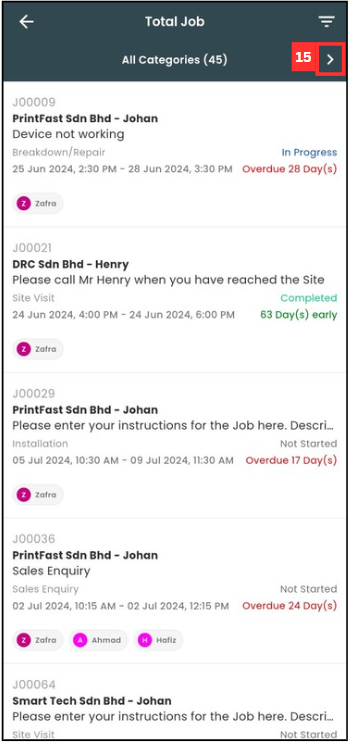 Total Job
All Categories (45)
15
J00009
PrintFast Sdn Bhd - Johan
Device not working
Breakdown/Repair
In Progress
25 Jun 2024, 2:30 PM - 28 Jun 2024, 3:30 PM
Overdue 28 Day(s)
Z Zafra
J00021
DRC Sdn Bhd - Henry
Please call Mr Henry when you have reached the Site
Site Visit
Completed
24 Jun 2024, 4:00 PM - 24 Jun 2024, 6:00 PM
63 Day(s) early
Z Zafra
J00029
PrintFast Sdn Bhd - Johan
Please enter your instructions for the Job here. Descri...
Installation
Not Started
05 Jul 2024, 10:30 AM - 09 Jul 2024, 11:30 AM
Overdue 17 Day(s)
Z Zafra
J00036
PrintFast Sdn Bhd - Johan
Sales Enquiry
Sales Enquiry
Not Started
02 Jul 2024, 10:15 AM - 02 Jul 2024, 12:15 PM
Overdue 24 Day(s)
Z Zafra A Ahmad H Hafiz
J00064
Smart Tech Sdn Bhd - Johan
Please enter your instructions for the Job here. Descri...
Site Visit
Not Started